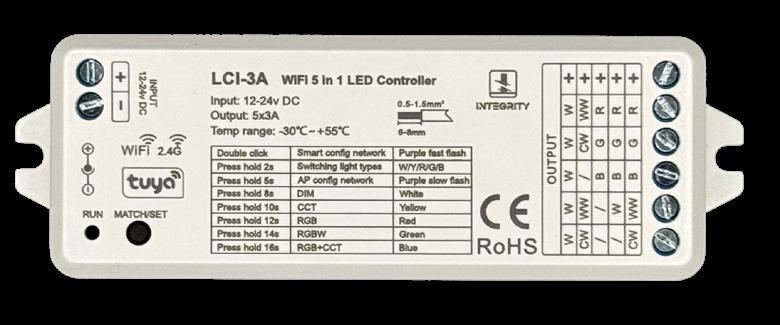 LCI-3A WiFi 5 in 1 LED Controller
Input: 12-24v DC
Output: 5x3A
Temp range: -30℃~+55℃
0.5-1.5mm²
6-8mm
INTEGRITY
+
−
INPUT
12-24v DC
WiFi 2.4G
tuya
RUN MATCH/SET
Double click Smart config network Purple fast flash
Press hold 2s Switching light types W/Y/R/G/B
Press hold 5s AP config network Purple slow flash
Press hold 8s DIM White
Press hold 10s CCT Yellow
Press hold 12s RGB Red
Press hold 14s RGBW Green
Press hold 16s RGB+CCT Blue
CE
RoHS
OUTPUT
+ + + + +
W WW R R R
W CW G G G
W / B B B
W WW / W WW
W CW / / CW